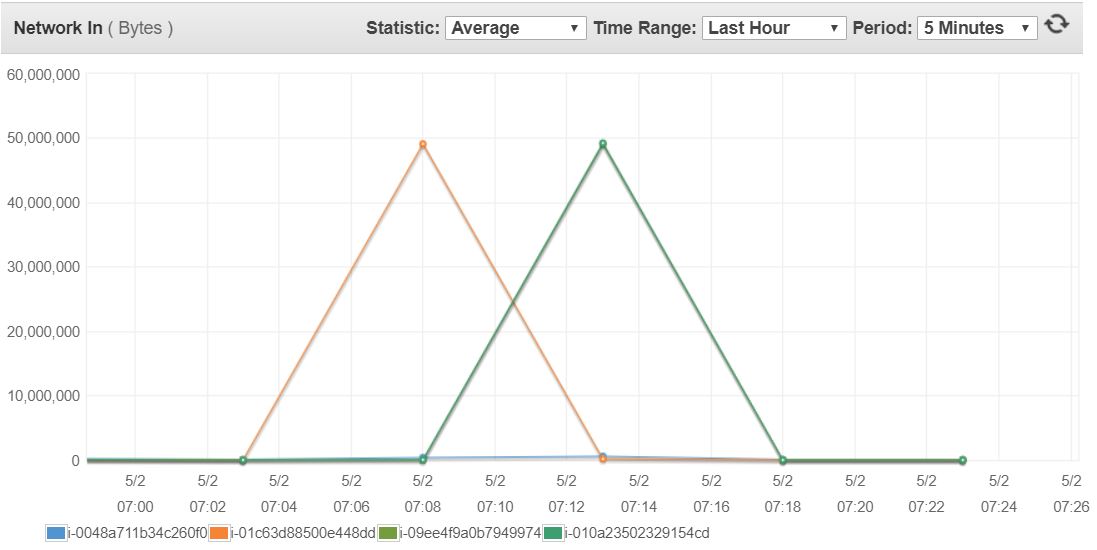 Network In ( Bytes ) Statistic: Average Time Range: Last Hour Period: 5 Minutes
60,000,000
50,000,000
40,000,000
30,000,000
20,000,000
10,000,000
0
5/2 5/2 5/2 5/2 5/2 5/2 5/2 5/2 5/2 5/2 5/2 5/2 5/2 5/2
07:00 07:02 07:04 07:06 07:08 07:10 07:12 07:14 07:16 07:18 07:20 07:22 07:24 07:26
i-0048a711b34c260f0 i-01c63d88500e448dd i-09ee4f9a0b7949974 i-010a23502329154cd